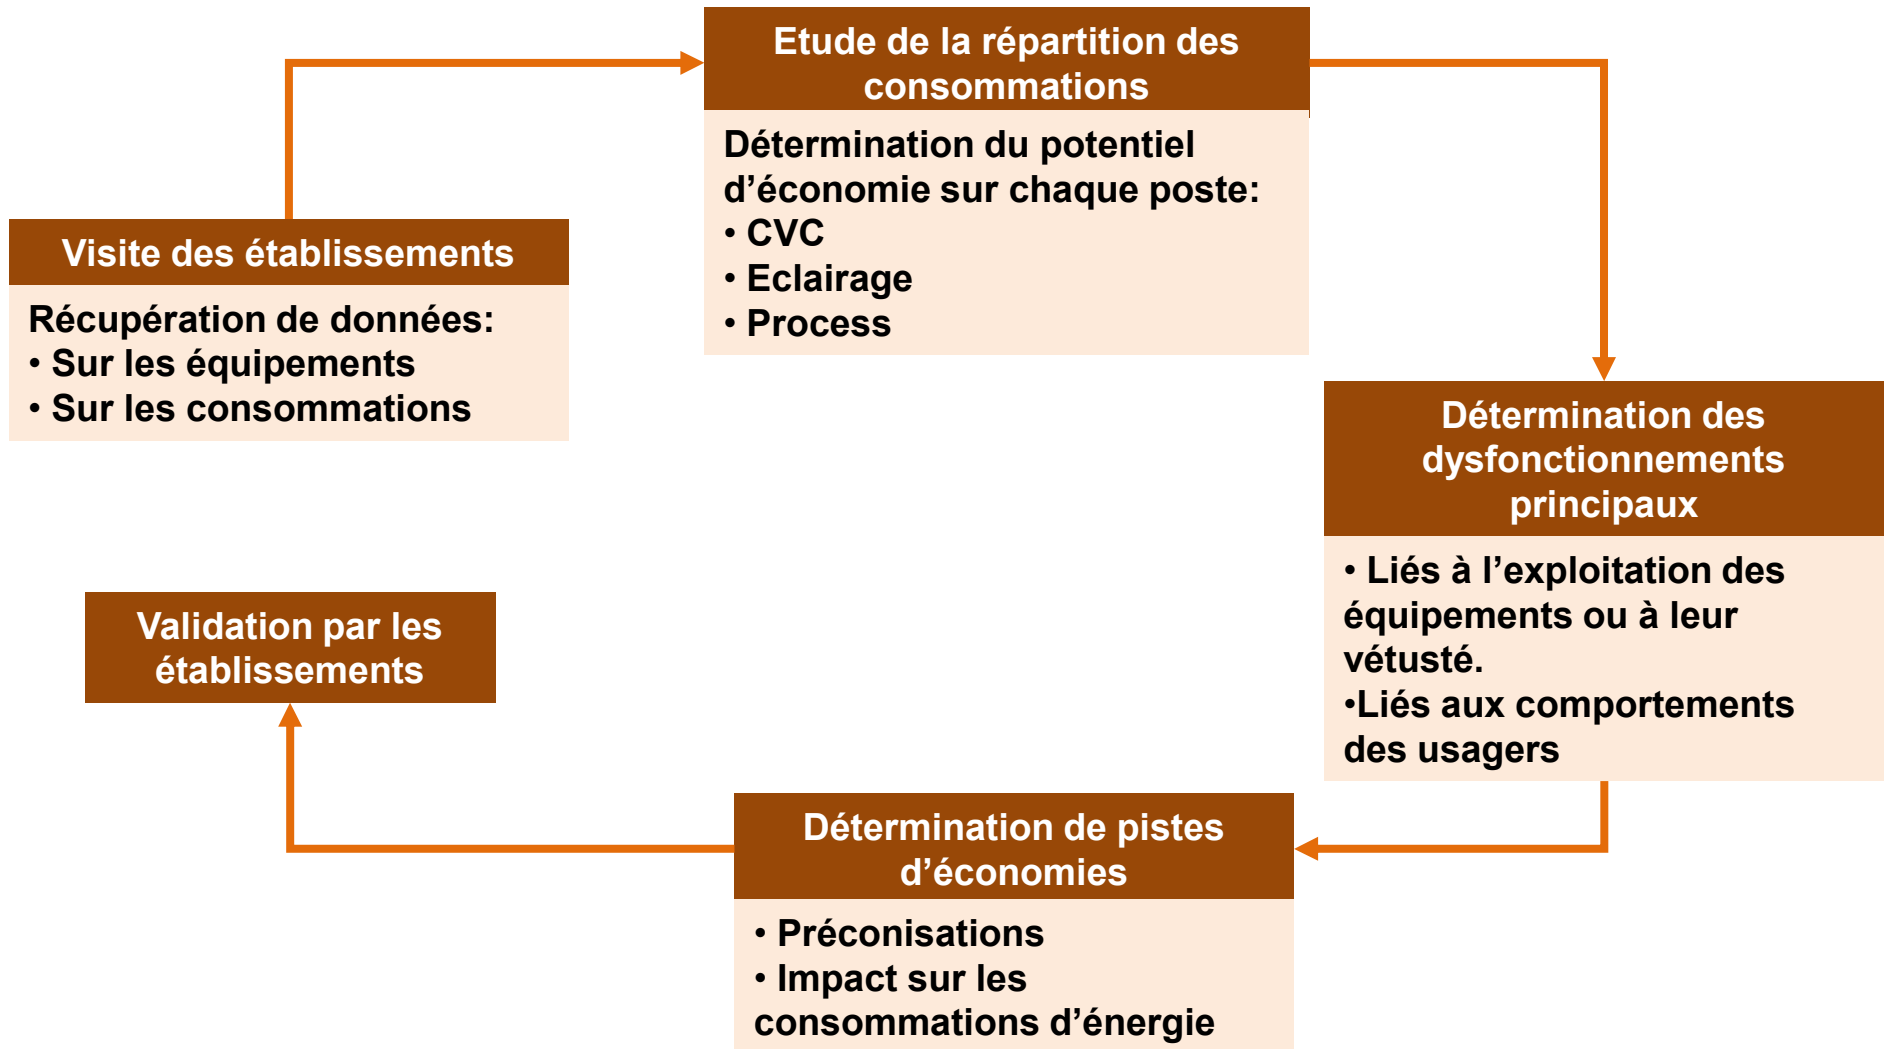 Visite des établissements
Récupération de données:
• Sur les équipements
• Sur les consommations
Etude de la répartition des
consommations
Détermination du potentiel
d’économie sur chaque poste:
• CVC
• Eclairage
• Process
Détermination des
dysfonctionnements
principaux
• Liés à l’exploitation des
équipements ou à leur
vétusté.
•Liés aux comportements
des usagers
Détermination de pistes
d’économies
• Préconisations
• Impact sur les
consommations d’énergie
Validation par les
établissements